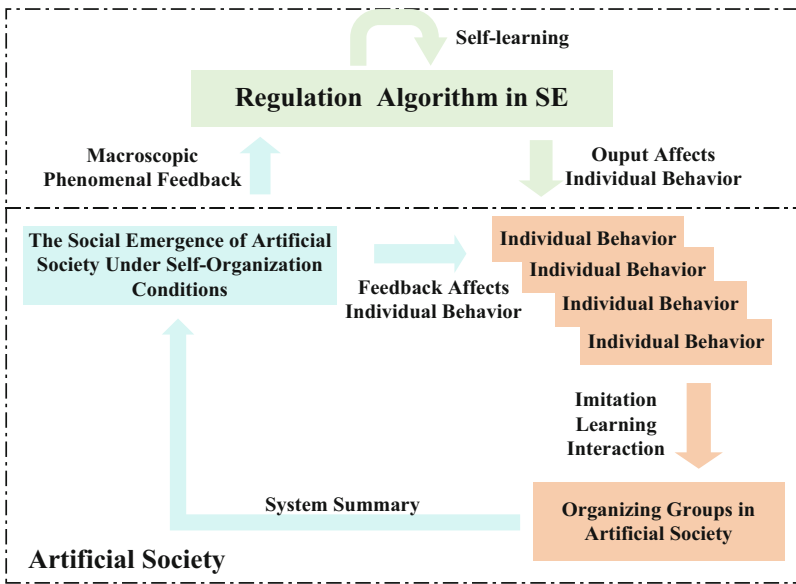 Self-learning
Regulation Algorithm in SE
Macroscopic
Phenomenal Feedback
Ouput Affects
Individual Behavior
The Social Emergence of Artificial
Society Under Self-Organization
Conditions
Feedback Affects
Individual Behavior
Individual Behavior
Individual Behavior
Individual Behavior
Individual Behavior
Imitation
Learning
Interaction
System Summary
Organizing Groups in
Artificial Society
Artificial Society